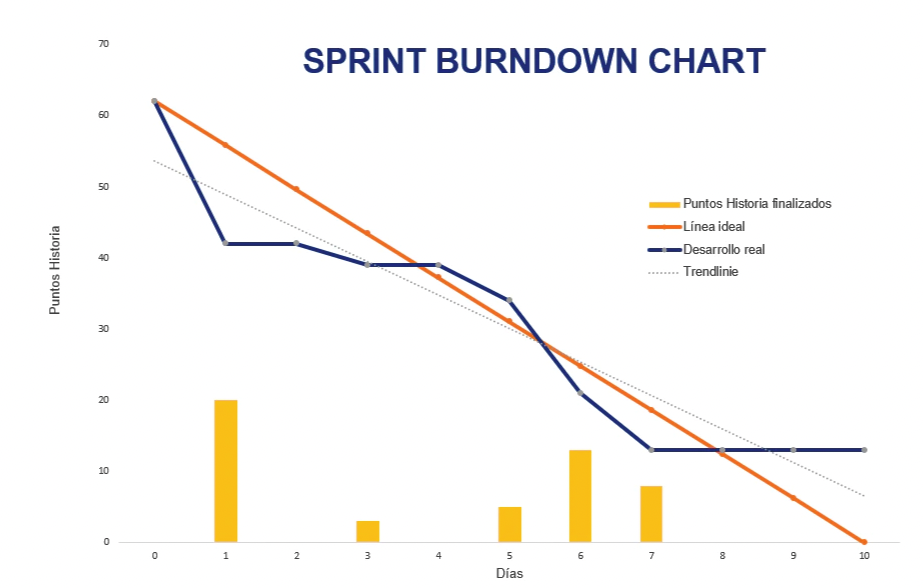 SPRINT BURNDOWN CHART
70
60
50
40
30
20
10
0
Puntos Historia
Puntos Historia finalizados
Línea ideal
Desarrollo real
Trendlinie
0 1 2 3 4 5 6 7 8 9 10
Días